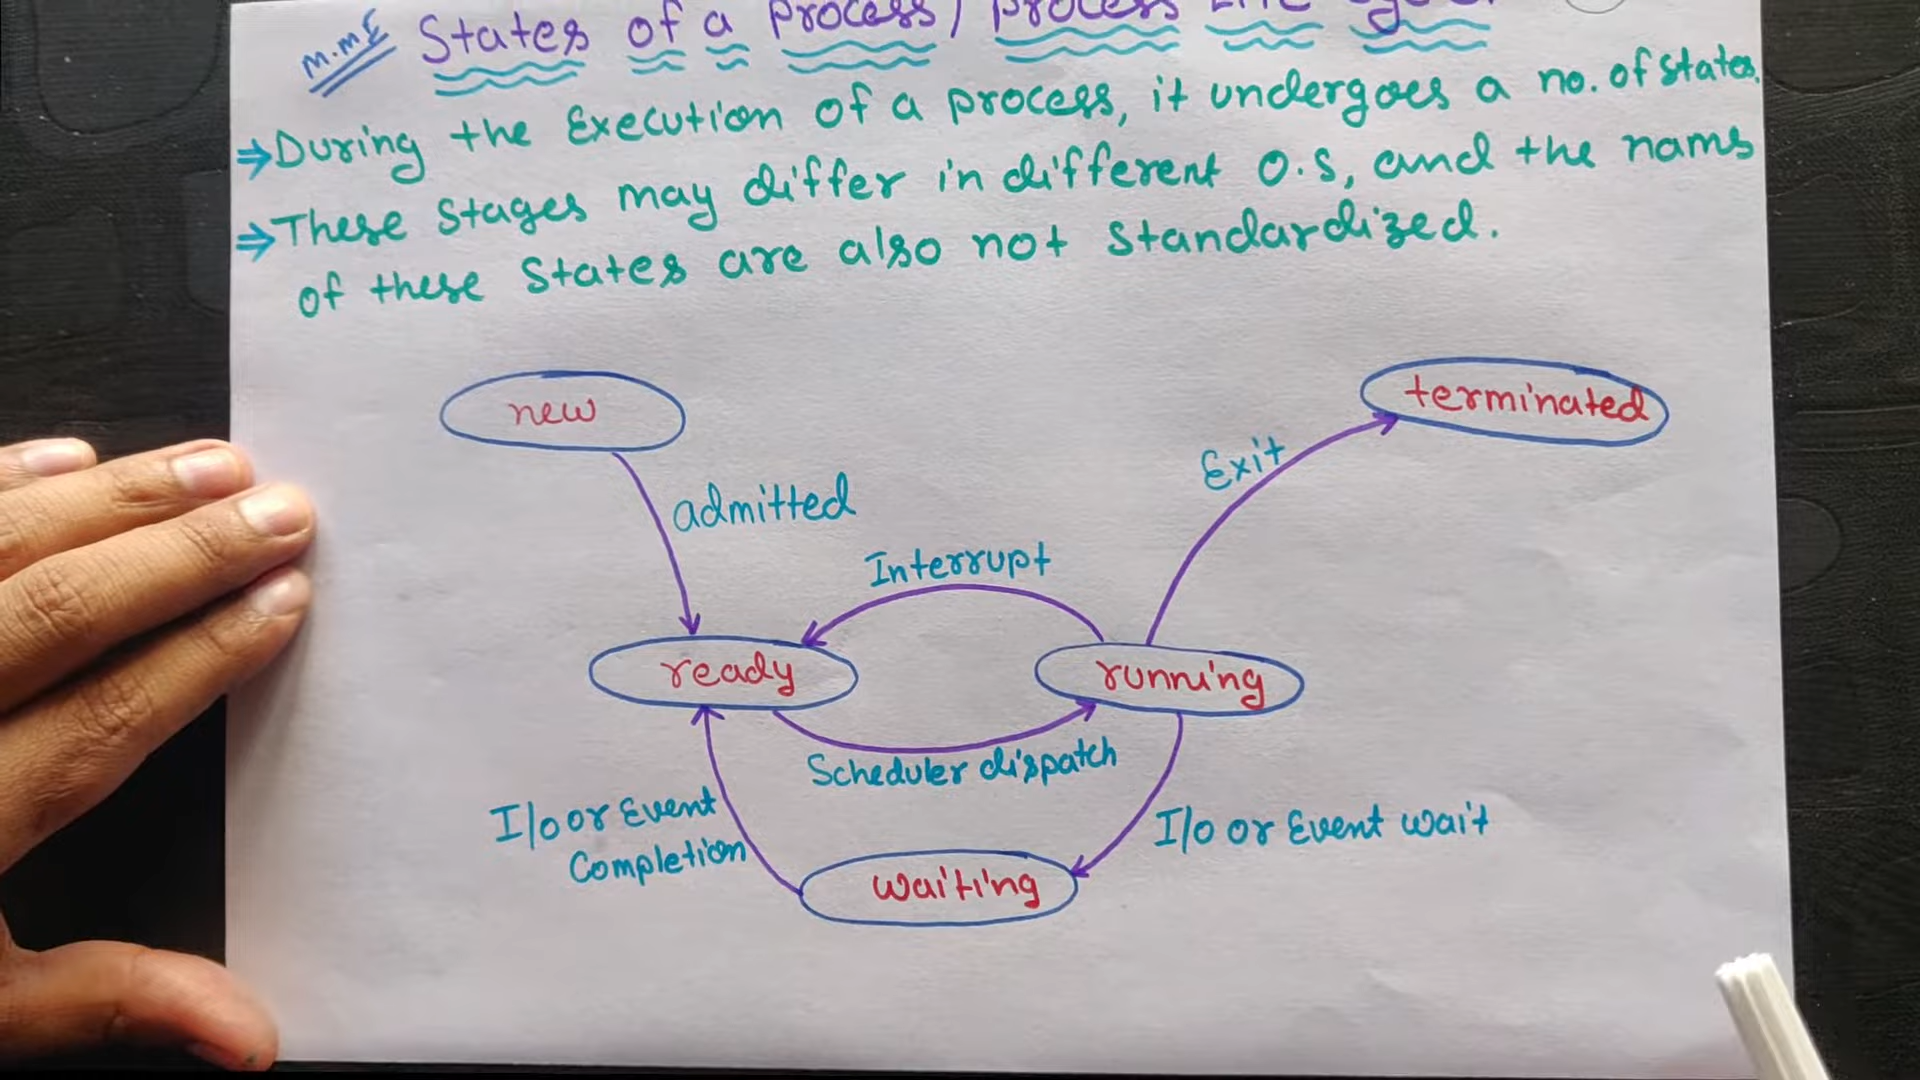 M.M.E States of a Process / Process Life Cycle
⇒ During the Execution of a process, it undergoes a no. of states.
⇒ These Stages may differ in different O.S, and the nams
of these States are also not standardized.
new
terminated
Exit
admitted
Interrupt
ready
running
Scheduler dispatch
I/O or Event
Completion
I/O or Event wait
waiting